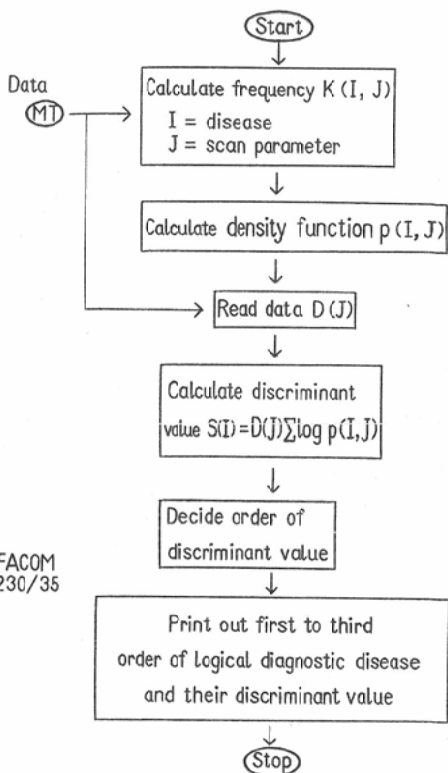 Start
Data
MT
Calculate frequency K(I, J)
I = disease
J = scan parameter
Calculate density function p(I, J)
Read data D(J)
Calculate discriminant
value S(I)=D(J)∑log p(I,J)
Decide order of
discriminant value
FACOM
230/35
Print out first to third
order of logical diagnostic disease
and their discriminant value
Stop